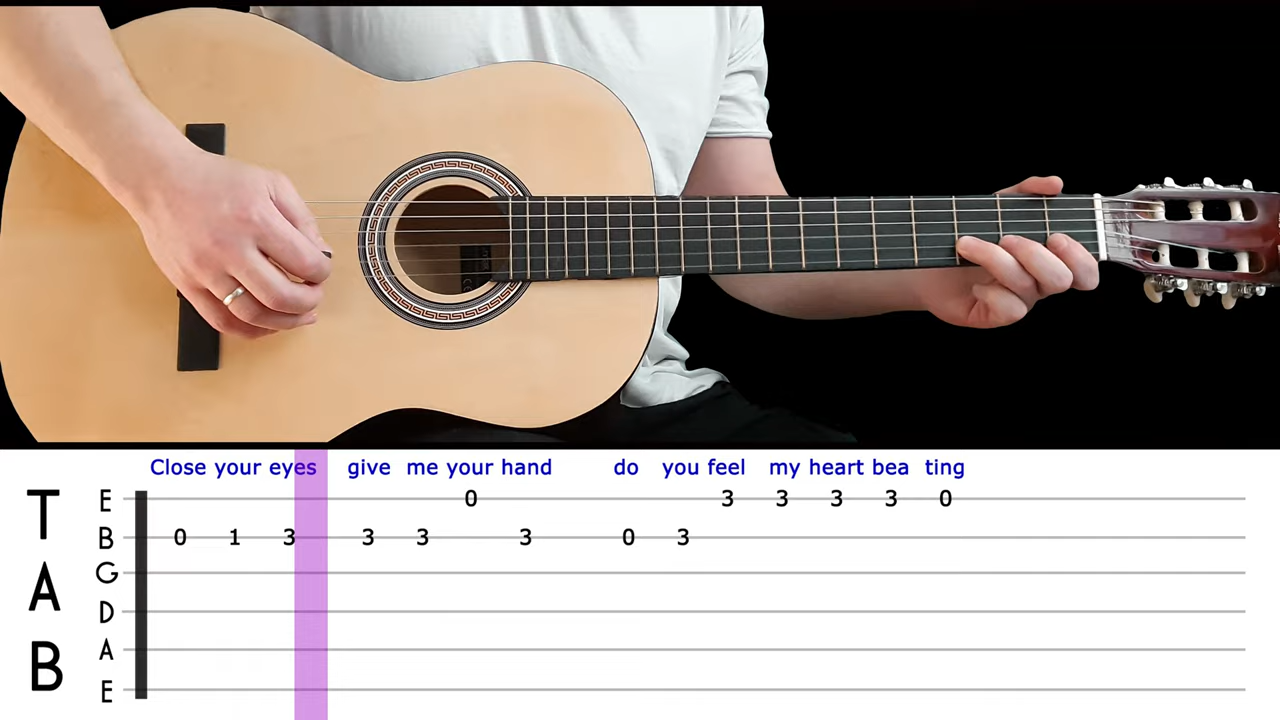 Close your eyes give me your hand do you feel my heart bea ting
T A B
E 0 3 3 3 3 0
B 0 1 3 3 3 3 0 3
G
D
A
E